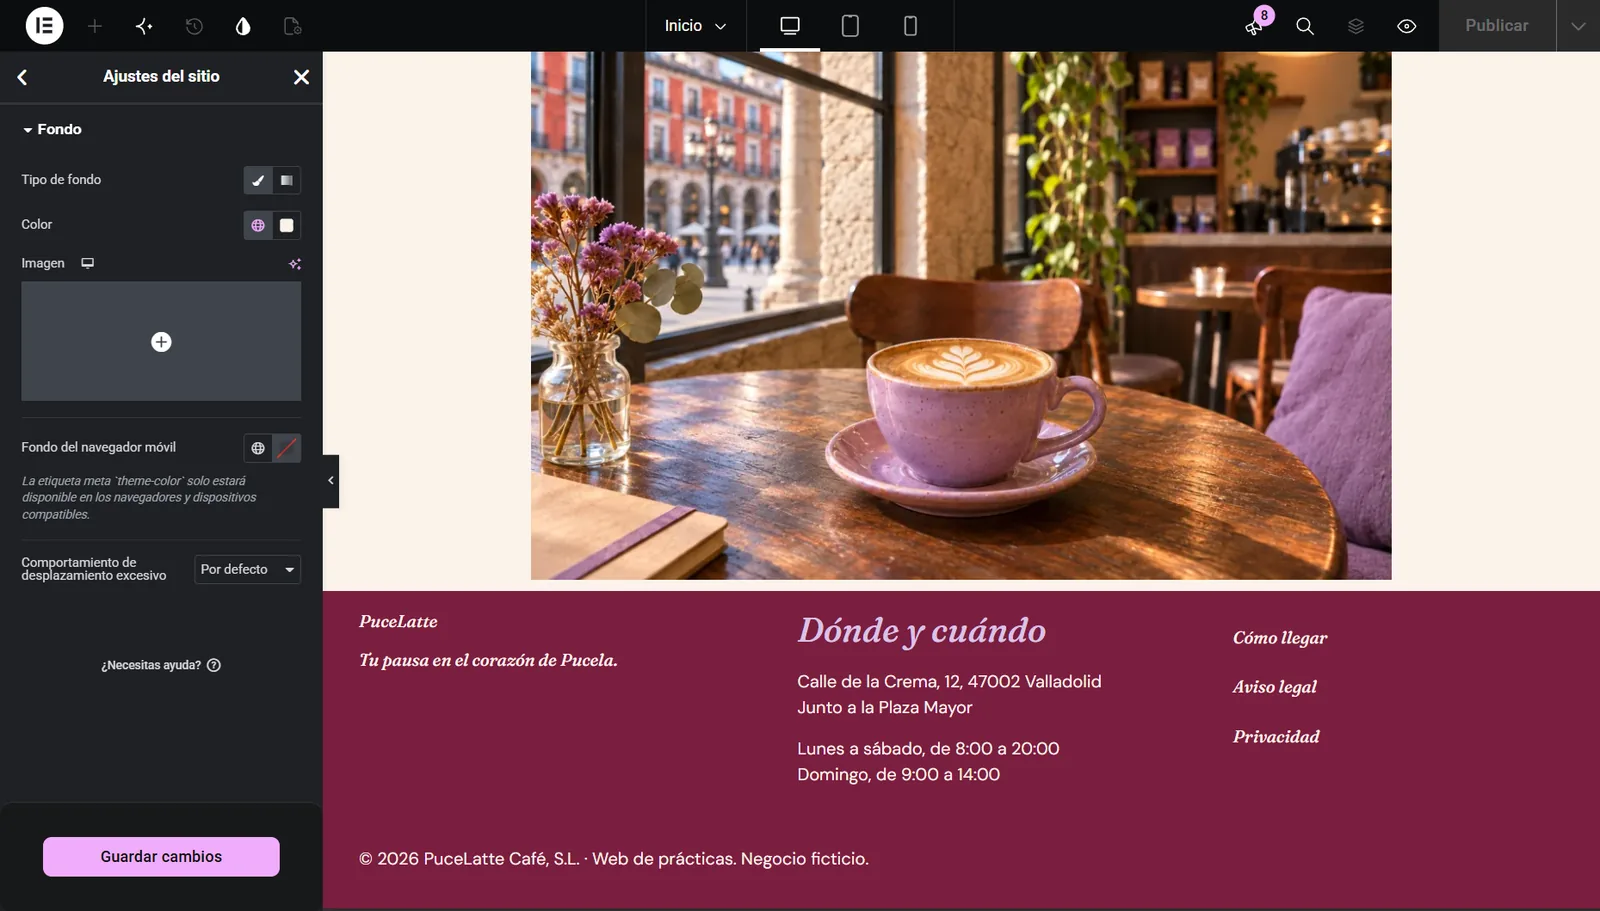 Inicio
8
Publicar
Ajustes del sitio
Fondo
Tipo de fondo
Color
Imagen
Fondo del navegador móvil
La etiqueta meta `theme-color` solo estará
disponible en los navegadores y dispositivos
compatibles.
Comportamiento de
desplazamiento excesivo
Por defecto
¿Necesitas ayuda?
Guardar cambios
PuceLatte
Tu pausa en el corazón de Pucela.
Dónde y cuándo
Calle de la Crema, 12, 47002 Valladolid
Junto a la Plaza Mayor
Lunes a sábado, de 8:00 a 20:00
Domingo, de 9:00 a 14:00
Cómo llegar
Aviso legal
Privacidad
© 2026 PuceLatte Café, S.L. · Web de prácticas. Negocio ficticio.